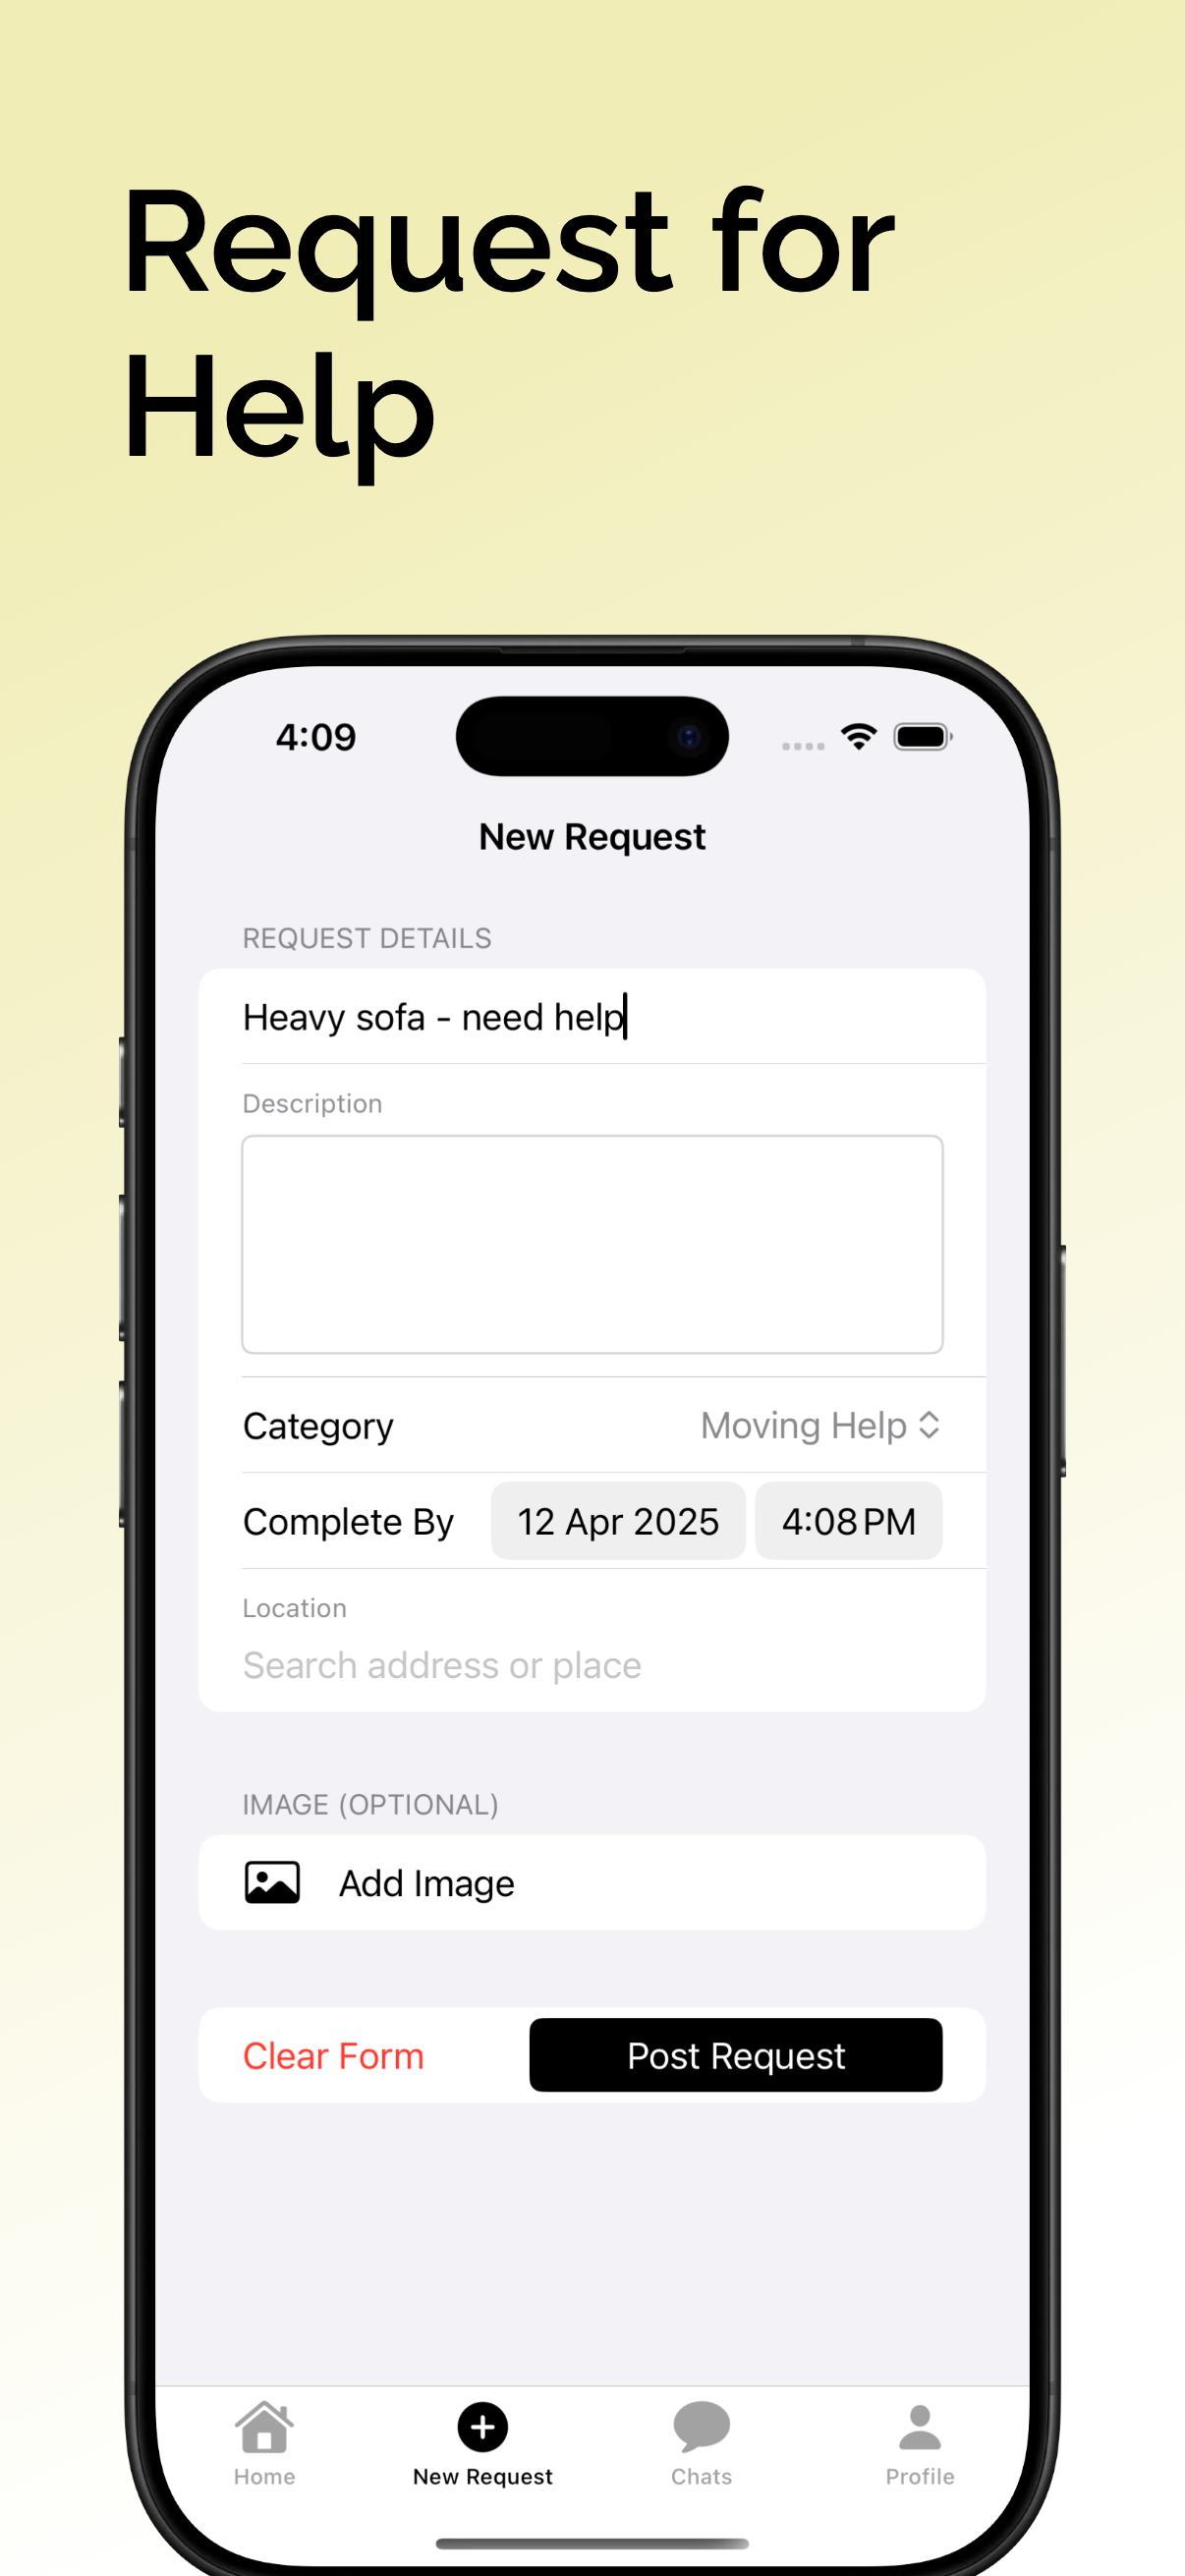 Request for
Help
4:09
New Request
REQUEST DETAILS
Heavy sofa - need help
Description
Category Moving Help
Complete By 12 Apr 2025 4:08 PM
Location
Search address or place
IMAGE (OPTIONAL)
Add Image
Clear Form Post Request
Home New Request Chats Profile